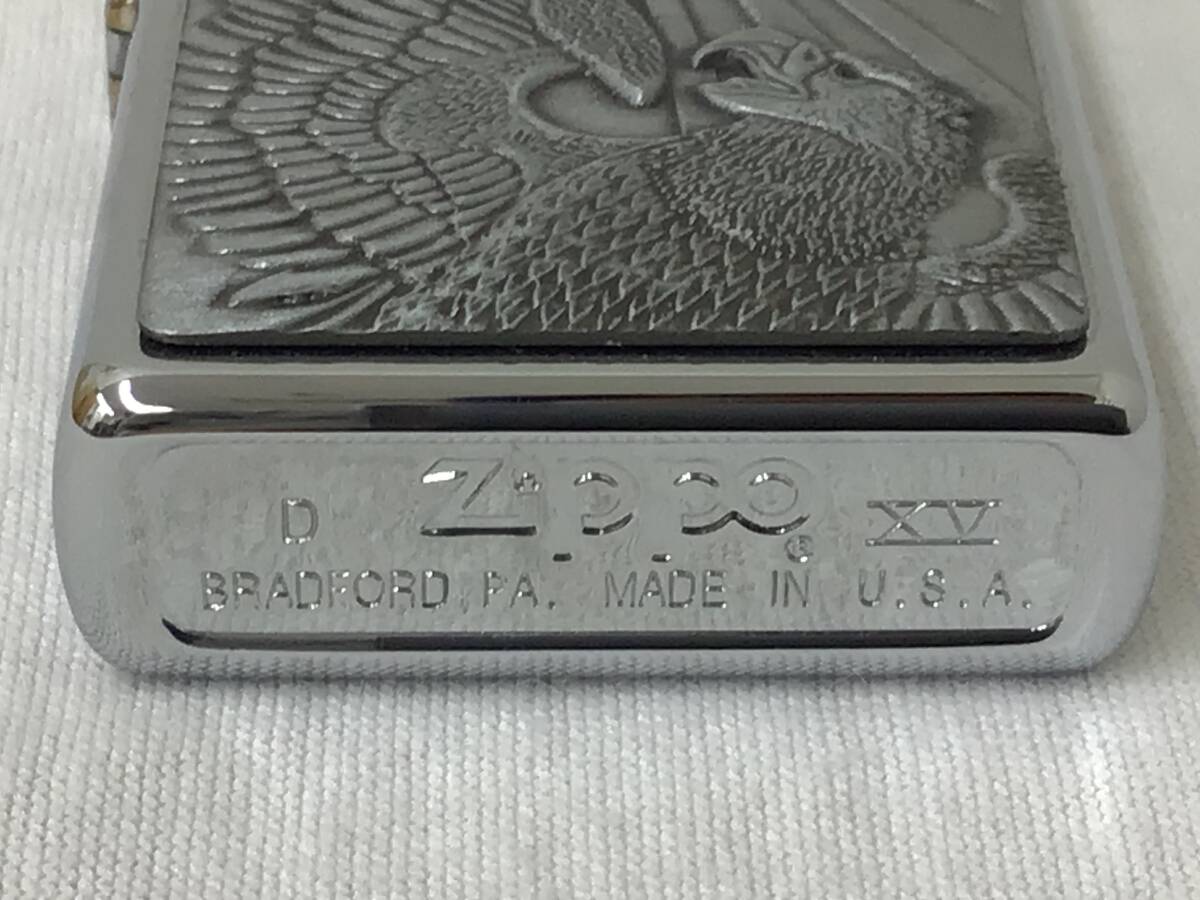 D Zippo® XV
BRADFORD, PA. MADE IN U.S.A.